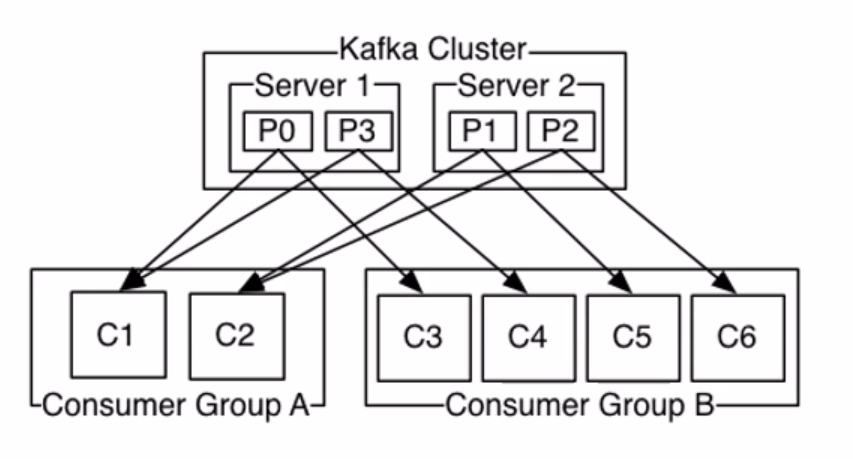 Kafka Cluster
Server 1 Server 2
P0 P3 P1 P2
C1 C2 C3 C4 C5 C6
Consumer Group A Consumer Group B